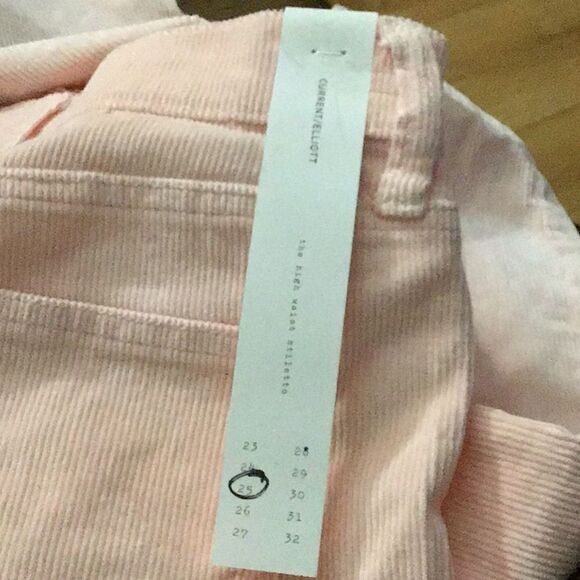 CURRENT/ELLIOTT
the high waist stiletto
23 28
24 29
25 30
26 31
27 32